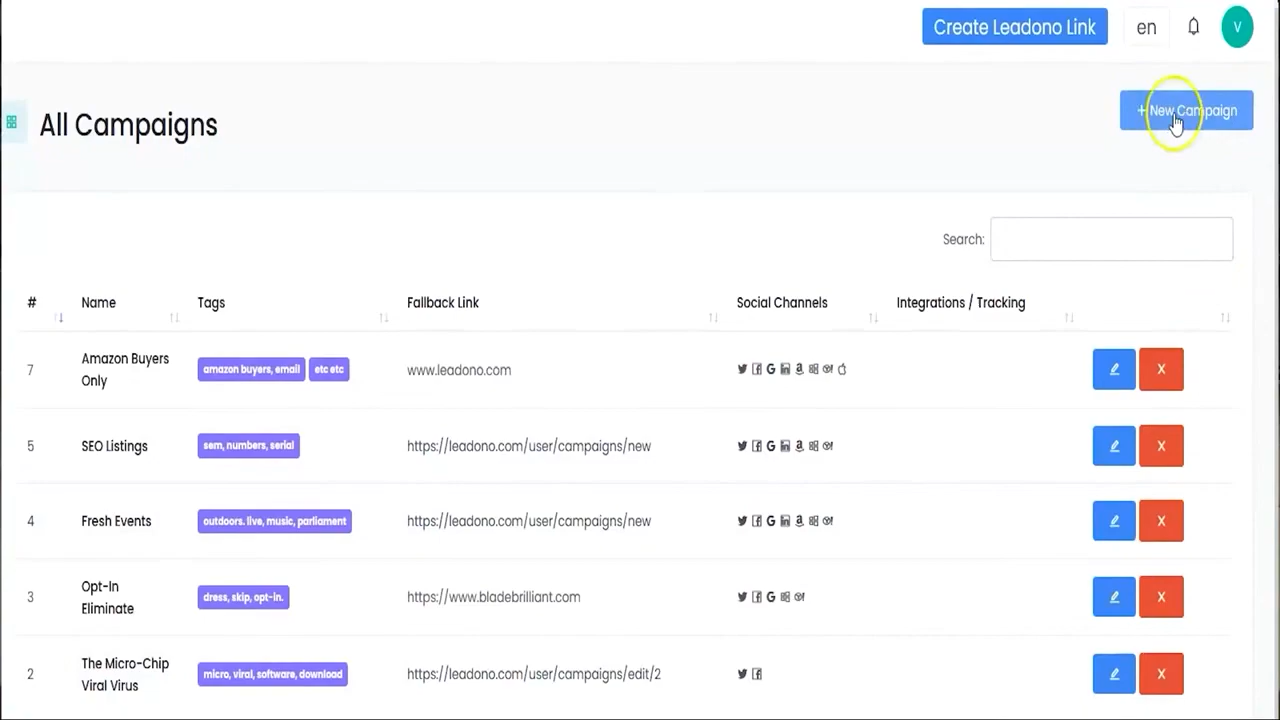 Create Leadono Link en V
All Campaigns
+ New Campaign
Search:
# Name Tags Fallback Link Social Channels Integrations / Tracking
7 Amazon Buyers Only amazon buyers, email etc etc www.leadono.com
5 SEO Listings sem, numbers, serial https://leadono.com/user/campaigns/new
4 Fresh Events outdoors. live, music, parliament https://leadono.com/user/campaigns/new
3 Opt-In Eliminate dress, skip, opt-in. https://www.bladebrilliant.com
2 The Micro-Chip Viral Virus micro, viral, software, download https://leadono.com/user/campaigns/edit/2